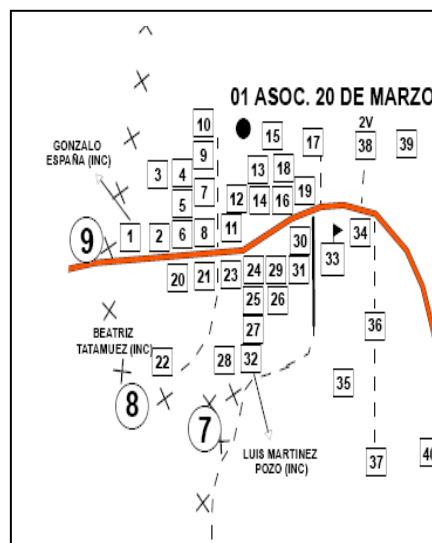 01 ASOC. 20 DE MARZO
2V
10 15 17 38 39
GONZALO
ESPAÑA (INC)
9
3 4 13 18
5 7 12 14 16 19
1 2 6 8 11 30 34
9
33
20 21 23 24 29 31
25 26
27 36
BEATRIZ
TATAMUEZ (INC)
22 28 32
35
8
7
LUIS MARTINEZ
POZO (INC)
37 40